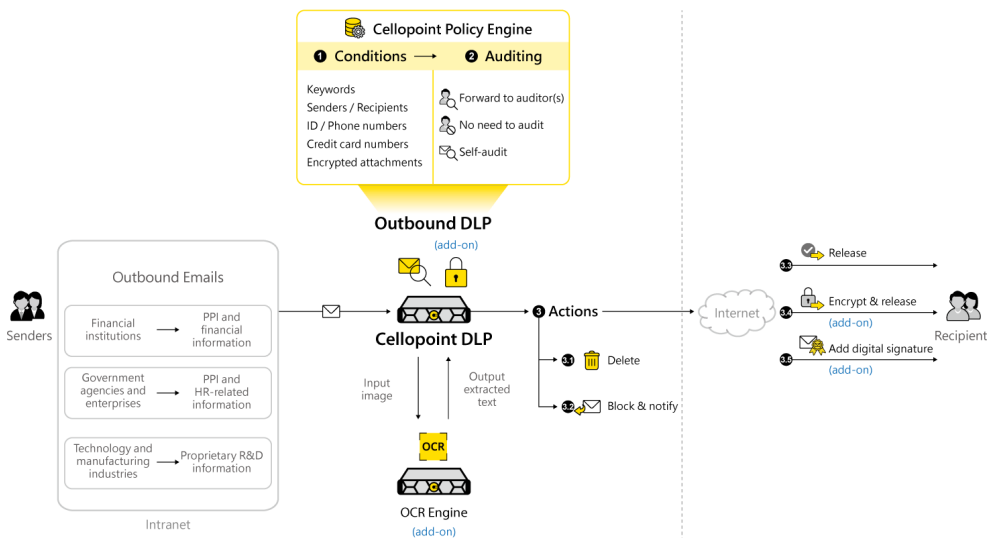 Cellopoint Policy Engine
1 Conditions
2 Auditing
Keywords
Senders / Recipients
ID / Phone numbers
Credit card numbers
Encrypted attachments
Forward to auditor(s)
No need to audit
Self-audit
Outbound DLP
(add-on)
Senders
Outbound Emails
Financial
institutions
PPI and
financial
information
Government
agencies and
enterprises
PPI and
HR-related
information
Technology and
manufacturing
industries
Proprietary R&D
information
Intranet
Cellopoint DLP
Input
image
Output
extracted
text
OCR
OCR Engine
(add-on)
3 Actions
3.1 Delete
3.2 Block & notify
Internet
3.3 Release
3.4 Encrypt & release
(add-on)
3.5 Add digital signature
(add-on)
Recipient